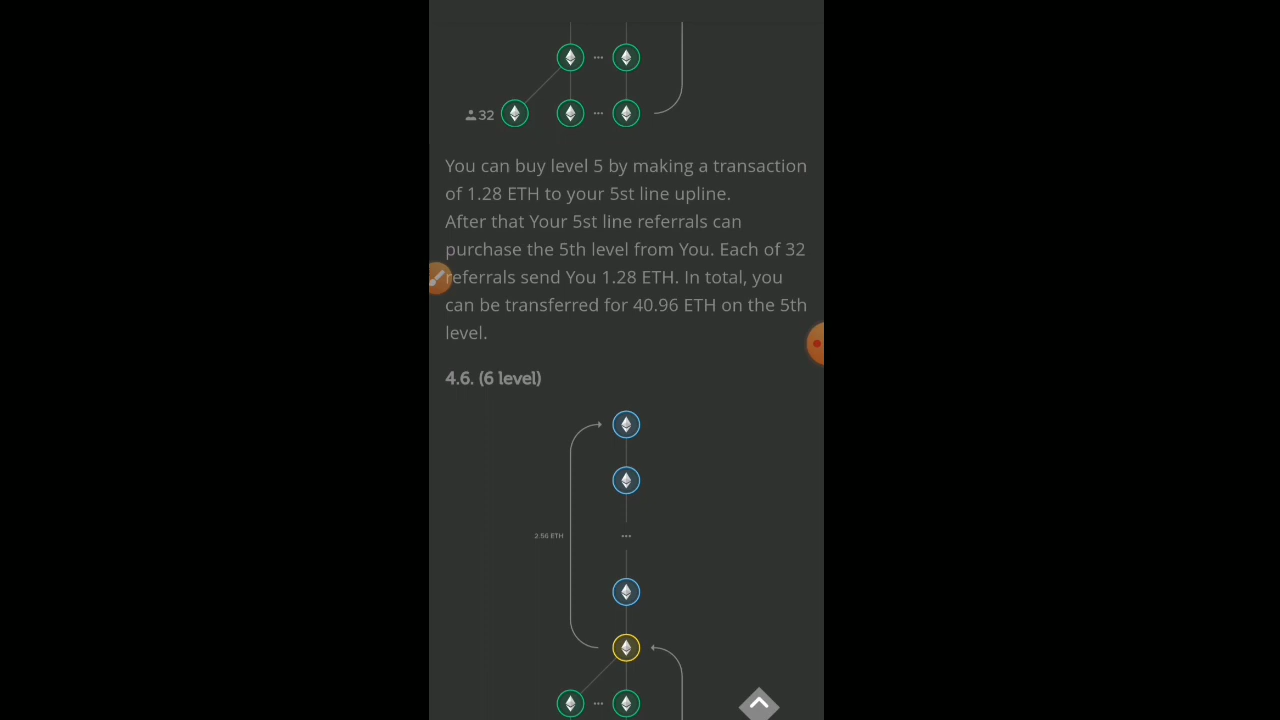 32
You can buy level 5 by making a transaction
of 1.28 ETH to your 5st line upline.
After that Your 5st line referrals can
purchase the 5th level from You. Each of 32
referrals send You 1.28 ETH. In total, you
can be transferred for 40.96 ETH on the 5th
level.
4.6. (6 level)
2.56 ETH